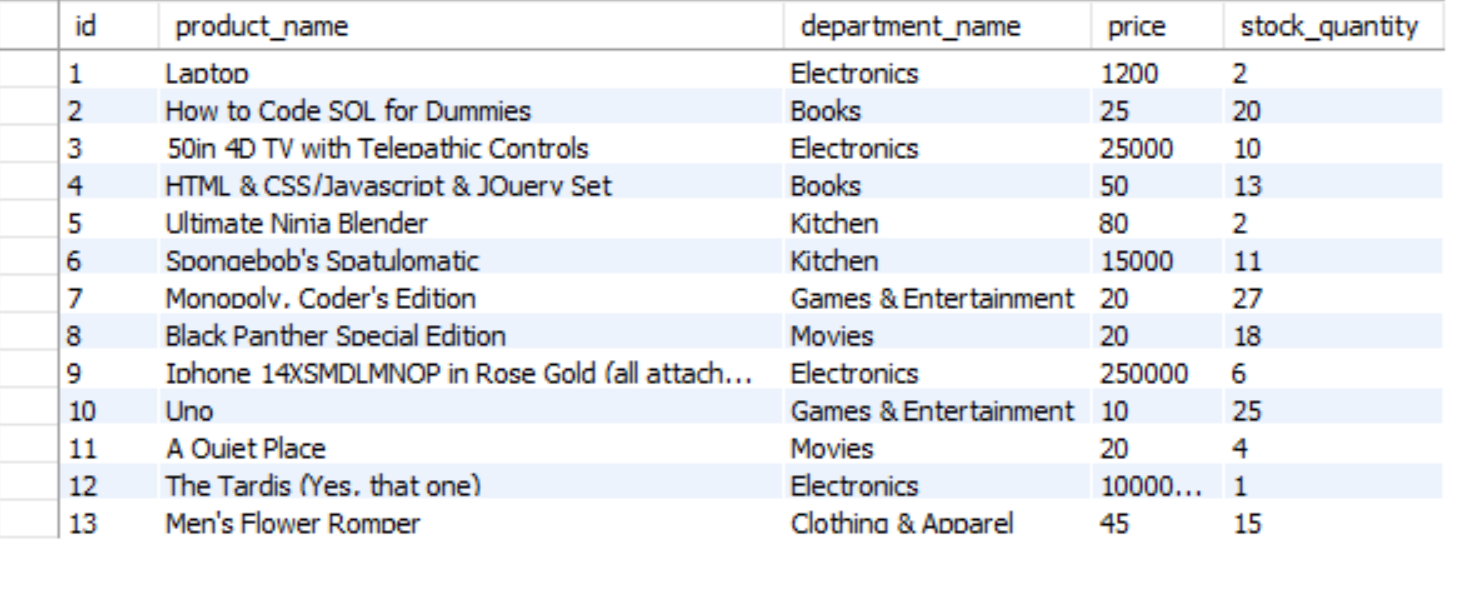 id product_name department_name price stock_quantity
1 Laptop Electronics 1200 2
2 How to Code SQL for Dummies Books 25 20
3 50in 4D TV with Telepathic Controls Electronics 25000 10
4 HTML & CSS/Javascript & JQuery Set Books 50 13
5 Ultimate Ninja Blender Kitchen 80 2
6 Spongebob's Spatulomatic Kitchen 15000 11
7 Monopoly, Coder's Edition Games & Entertainment 20 27
8 Black Panther Special Edition Movies 20 18
9 Iphone 14XSMDLMNOP in Rose Gold (all attach... Electronics 250000 6
10 Uno Games & Entertainment 10 25
11 A Quiet Place Movies 20 4
12 The Tardis (Yes, that one) Electronics 10000... 1
13 Men's Flower Romper Clothing & Apparel 45 15